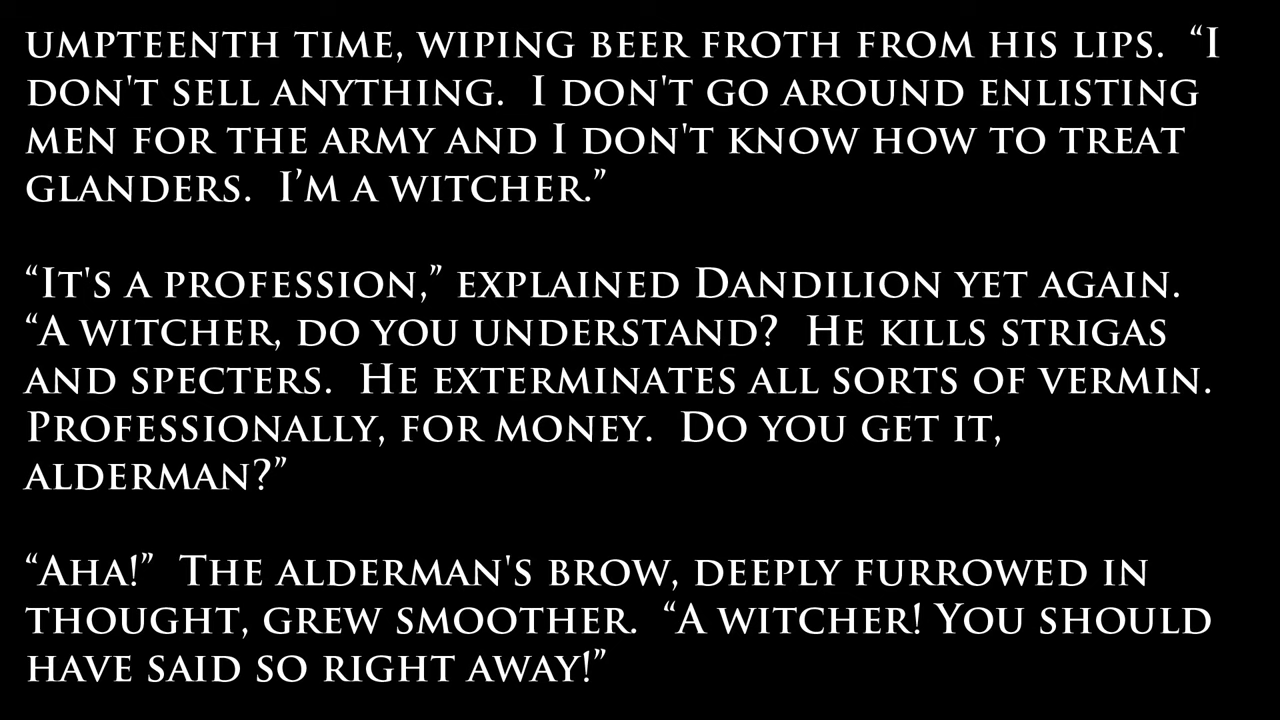 umpteenth time, wiping beer froth from his lips.  “I
don't sell anything.  I don't go around enlisting
men for the army and I don't know how to treat
glanders.  I’m a witcher.”

“It's a profession,” explained Dandilion yet again.
“A witcher, do you understand?  He kills strigas
and specters.  He exterminates all sorts of vermin.
Professionally, for money.  Do you get it,
alderman?”

“Aha!”  The alderman's brow, deeply furrowed in
thought, grew smoother.  “A witcher! You should
have said so right away!”